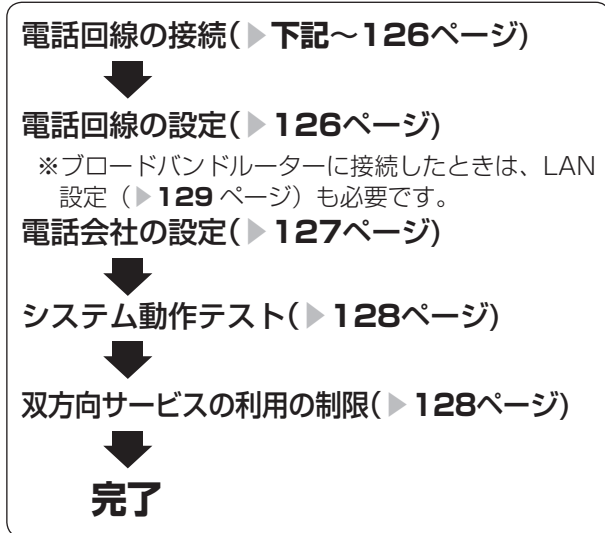 電話回線の接続(▶下記～126ページ)
電話回線の設定(▶126ページ)
※ブロードバンドルーターに接続したときは、LAN
設定（▶129 ページ）も必要です。
電話会社の設定(▶127ページ)
システム動作テスト(▶128ページ)
双方向サービスの利用の制限(▶128ページ)
完了